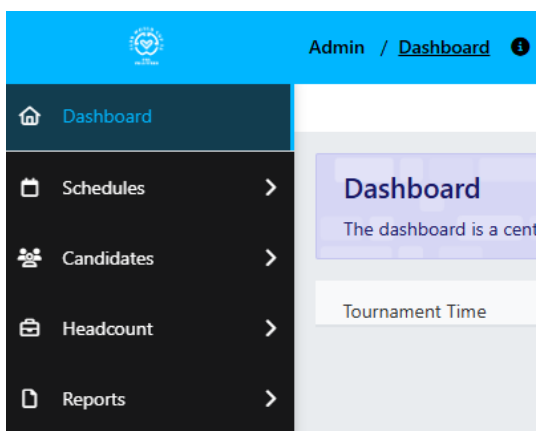 Admin / Dashboard
Dashboard
Schedules
Candidates
Headcount
Reports
Dashboard
The dashboard is a cent
Tournament Time